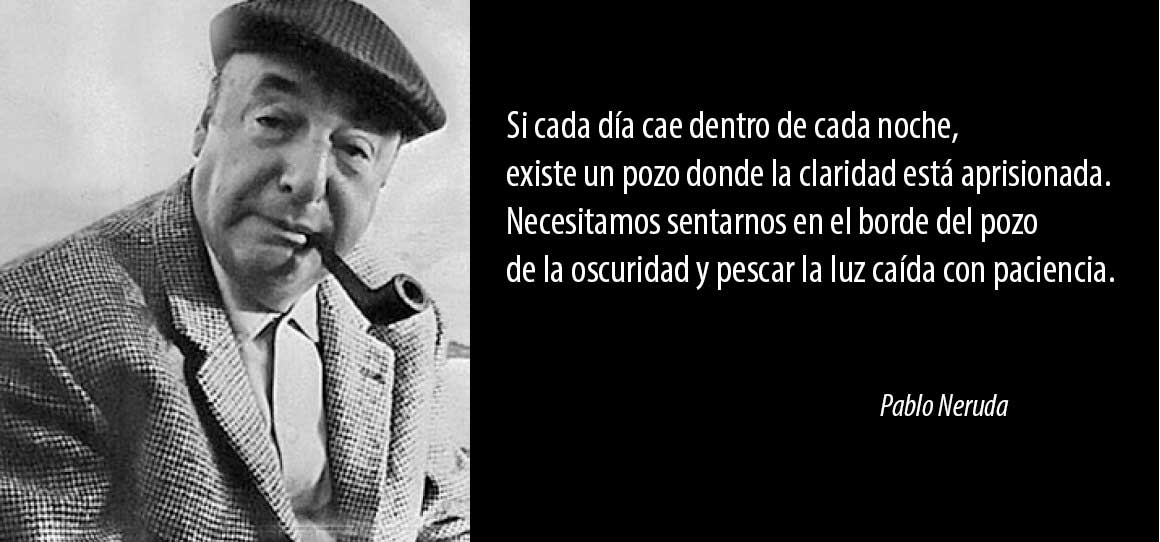 Si cada día cae dentro de cada noche,
existe un pozo donde la claridad está aprisionada.
Necesitamos sentarnos en el borde del pozo
de la oscuridad y pescar la luz caída con paciencia.
Pablo Neruda